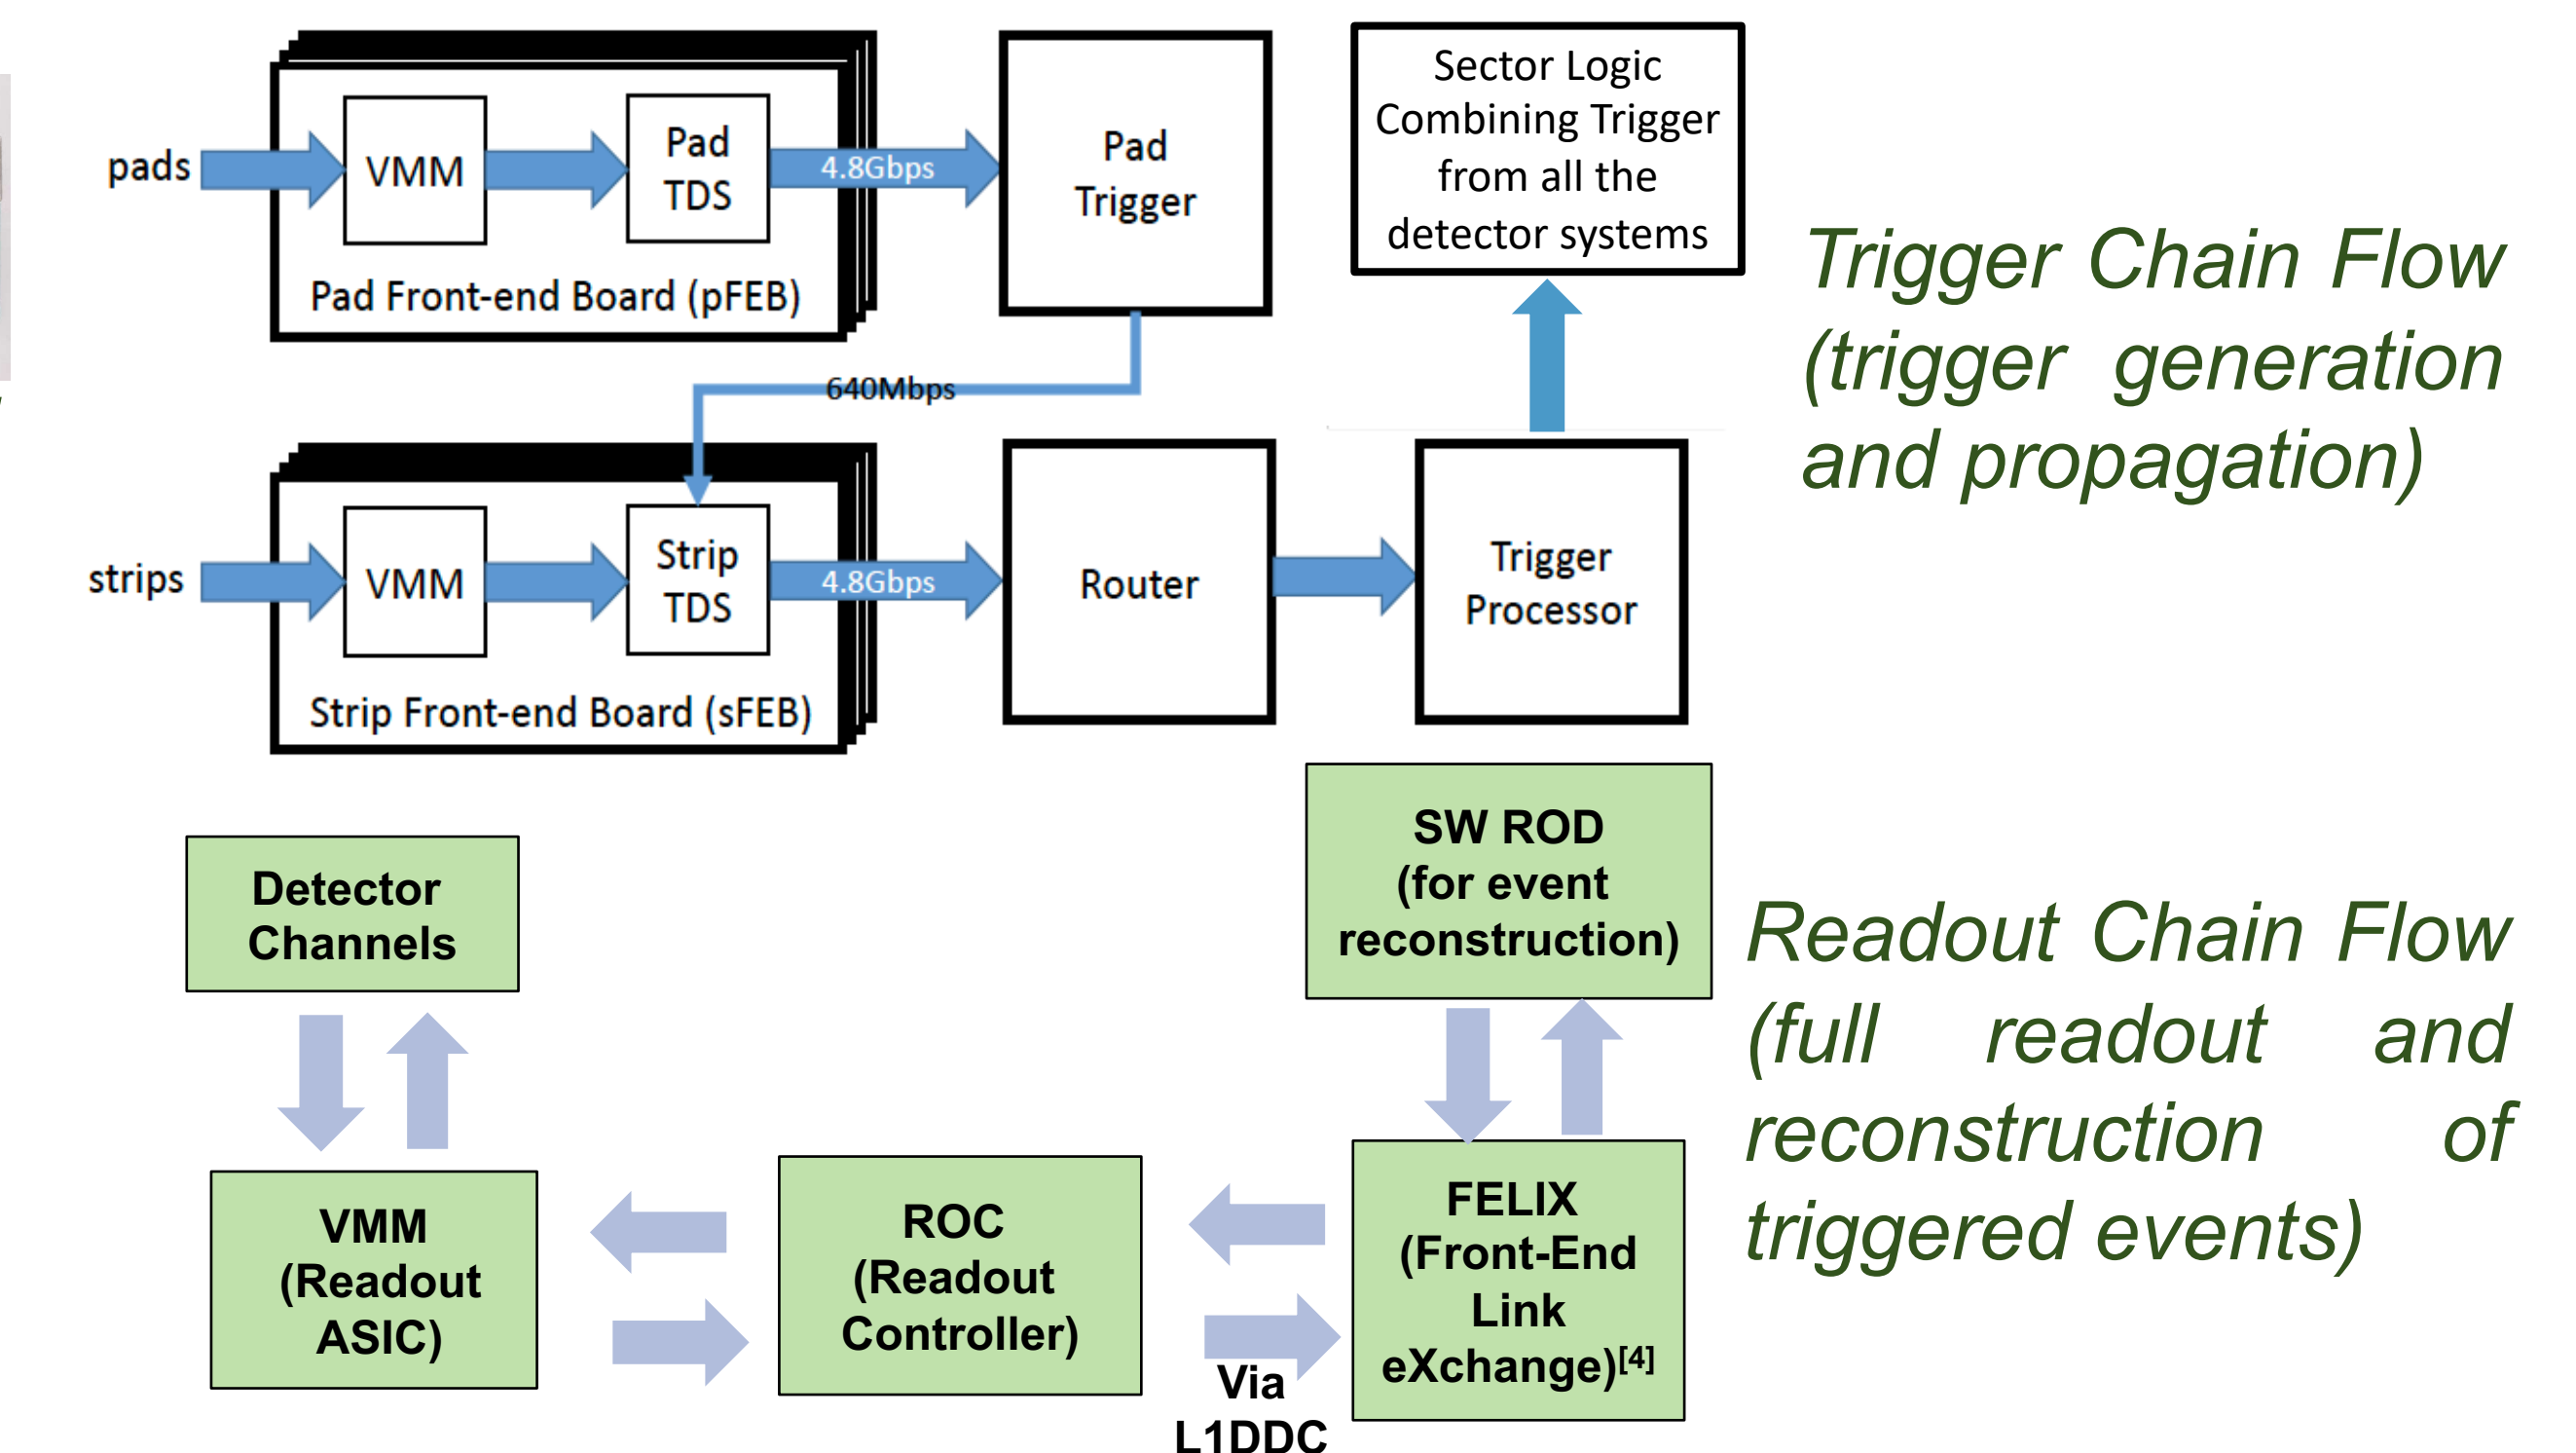 pads
VMM
Pad
TDS
4.8Gbps
Pad Front-end Board (pFEB)
Pad
Trigger
Sector Logic
Combining Trigger
from all the
detector systems
Trigger Chain Flow
(trigger generation
and propagation)
640Mbps
strips
VMM
Strip
TDS
4.8Gbps
Strip Front-end Board (sFEB)
Router
Trigger
Processor
Detector
Channels
SW ROD
(for event
reconstruction)
Readout Chain Flow
(full readout and
reconstruction of
triggered events)
VMM
(Readout
ASIC)
ROC
(Readout
Controller)
Via
L1DDC
FELIX
(Front-End
Link
eXchange)[4]